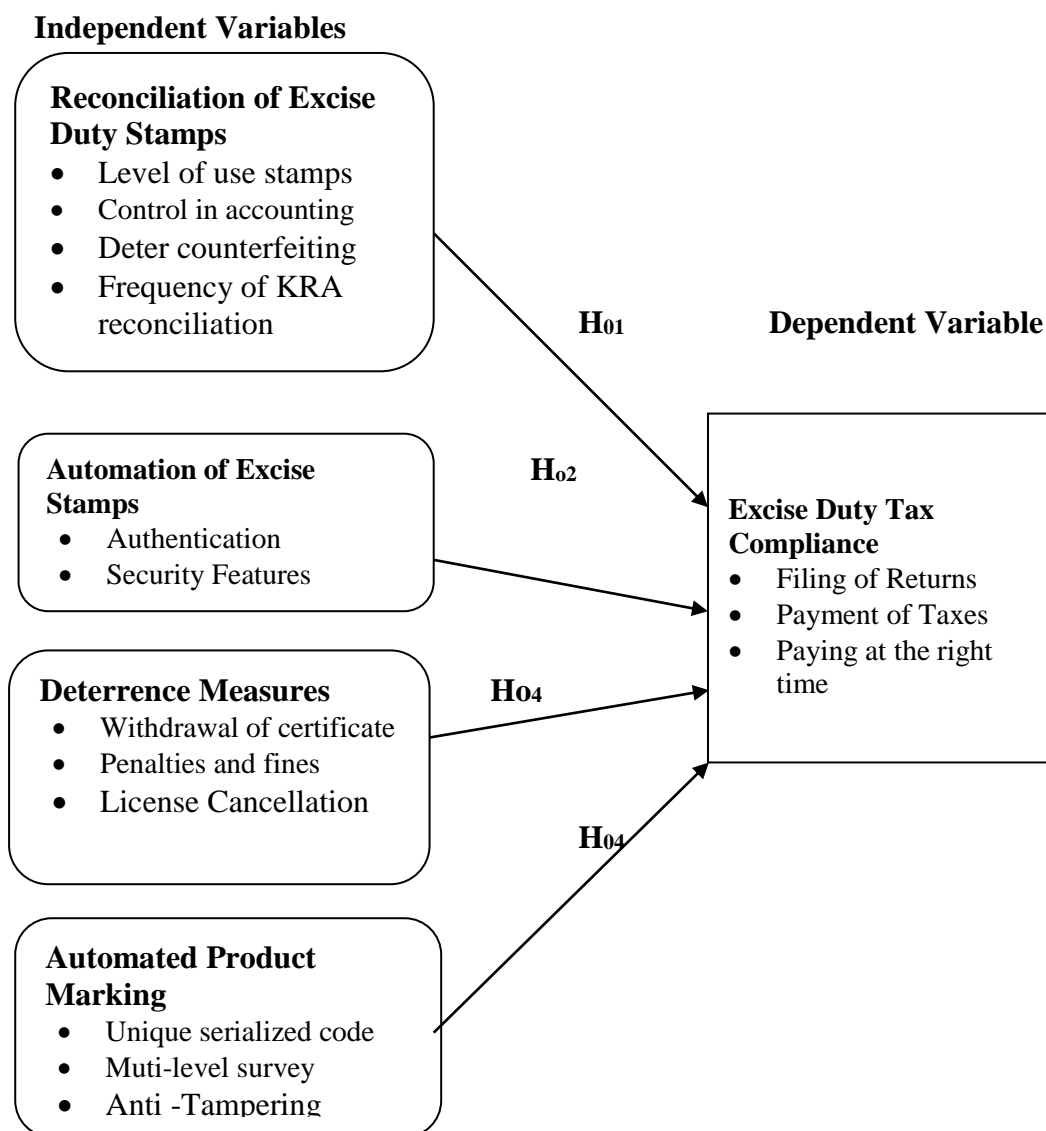 Independent Variables
Reconciliation of Excise
Duty Stamps
• Level of use stamps
• Control in accounting
• Deter counterfeiting
• Frequency of KRA
reconciliation
H01
Dependent Variable
Automation of Excise
Stamps
• Authentication
• Security Features
Ho2
Excise Duty Tax
Compliance
• Filing of Returns
• Payment of Taxes
• Paying at the right
time
Deterrence Measures
• Withdrawal of certificate
• Penalties and fines
• License Cancellation
Ho4
H04
Automated Product
Marking
• Unique serialized code
• Muti-level survey
• Anti -Tampering